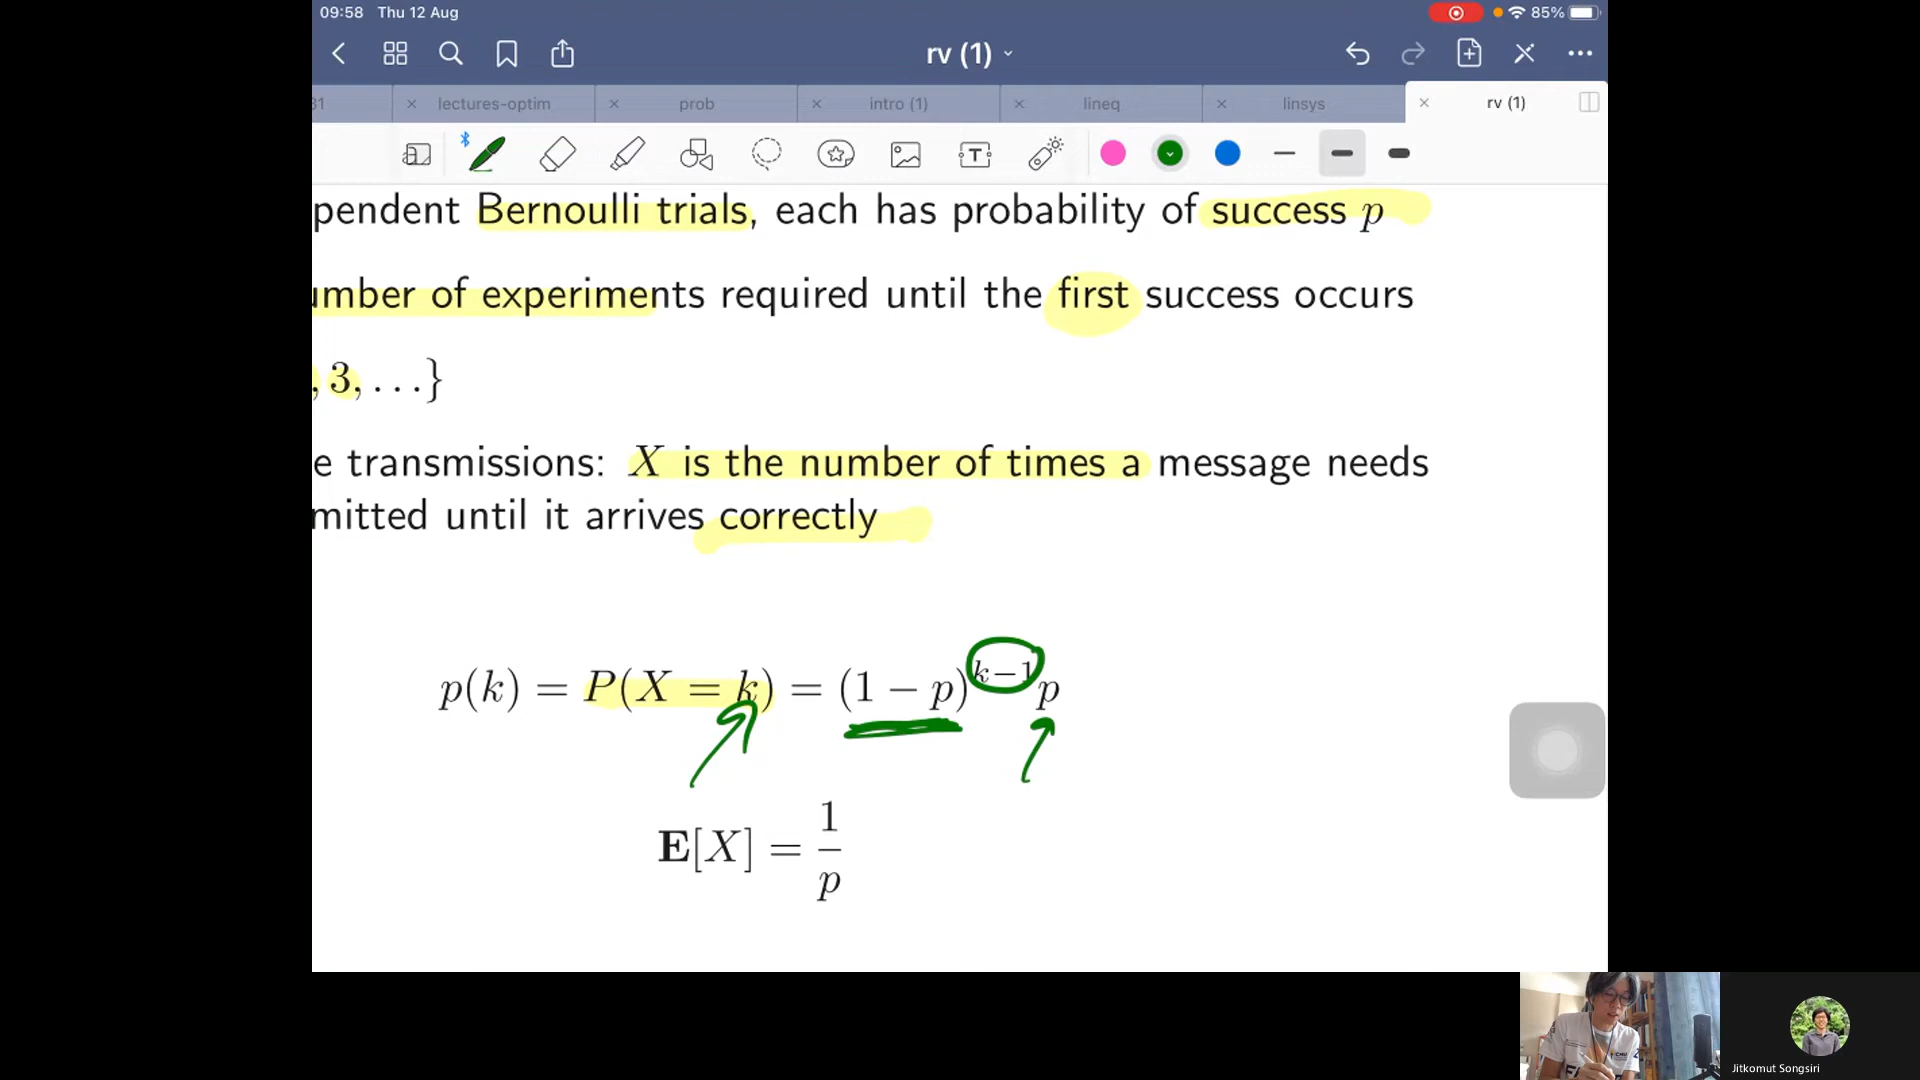 09:58 Thu 12 Aug 85%
rv (1)
31 lectures-optim prob intro (1) lineq linsys rv (1)
pendent Bernoulli trials, each has probability of success p
umber of experiments required until the first success occurs
, 3, ...}
e transmissions: X is the number of times a message needs
mitted until it arrives correctly
p(k) = P(X = k) = (1 − p)^{k−1}p
E[X] = 1/p
Jitkomut Songsiri